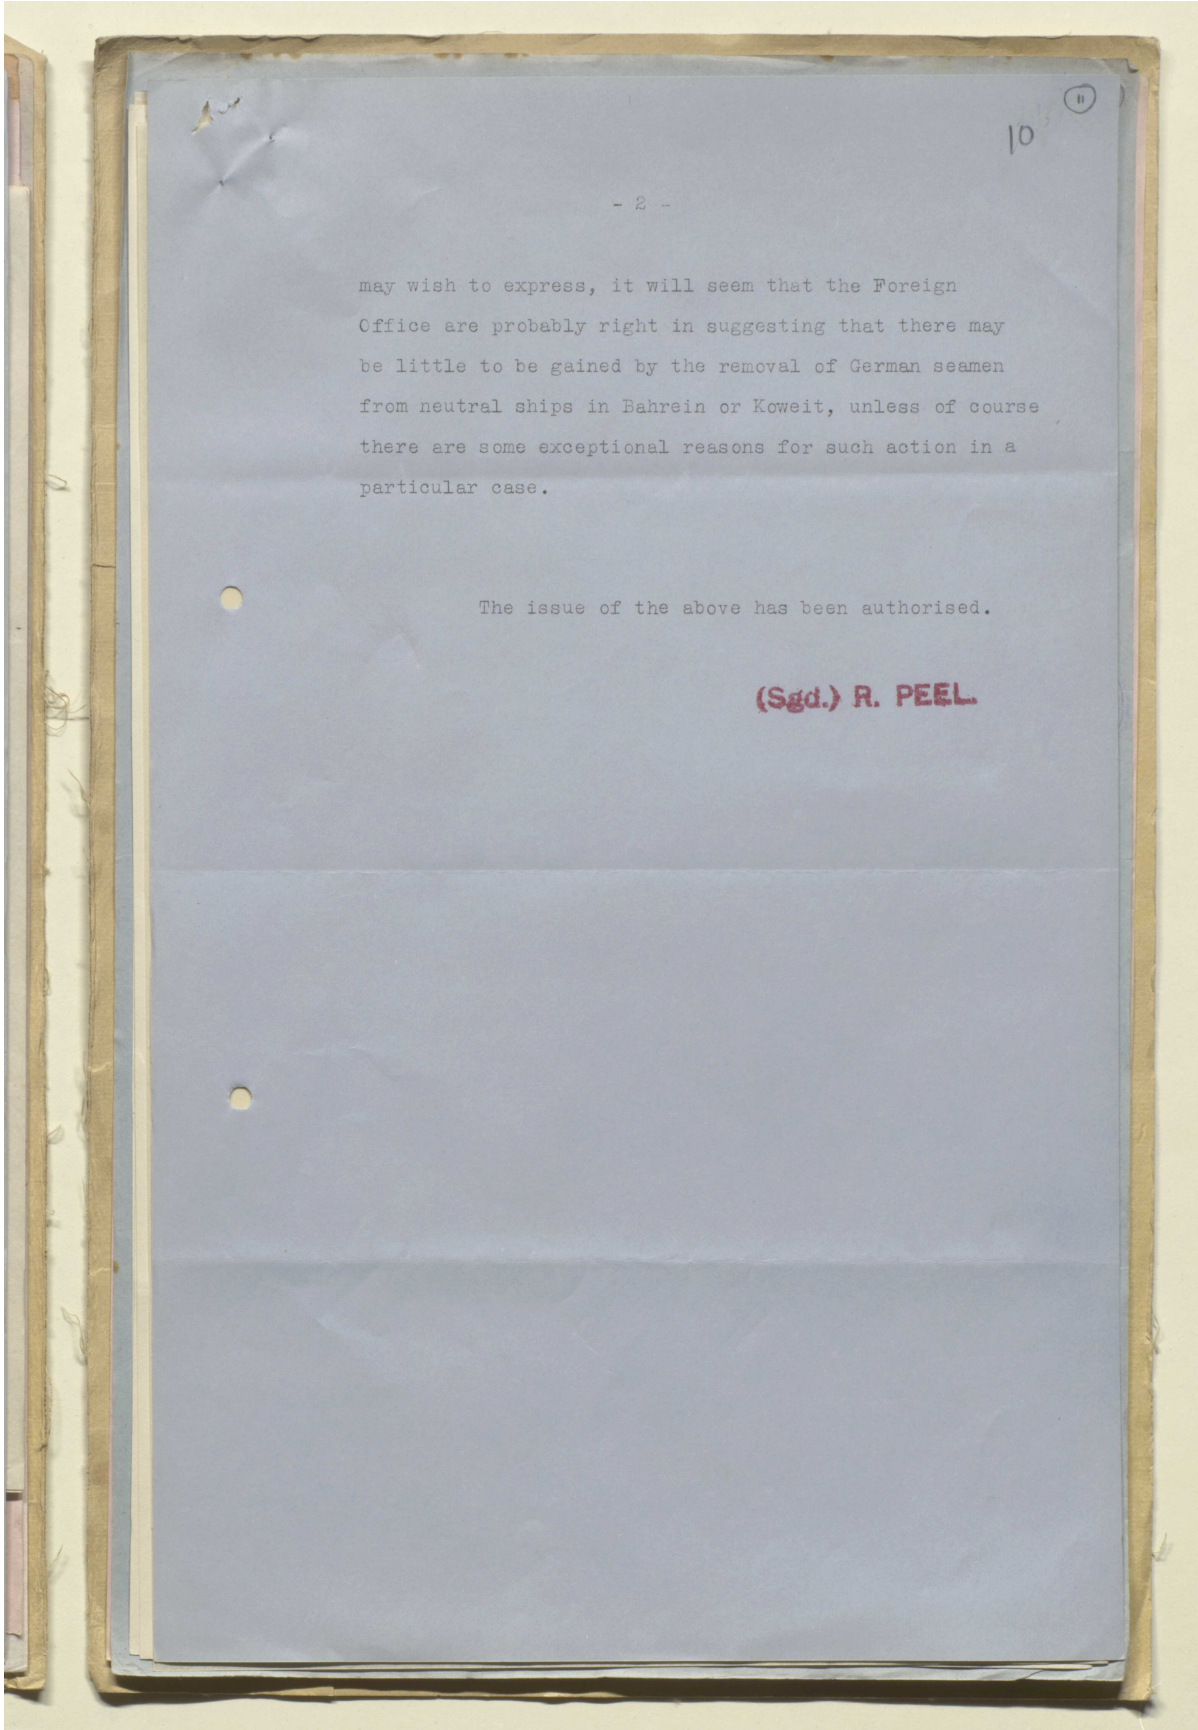 11
10
- 2 -
may wish to express, it will seem that the Foreign
Office are probably right in suggesting that there may
be little to be gained by the removal of German seamen
from neutral ships in Bahrein or Koweit, unless of course
there are some exceptional reasons for such action in a
particular case.
The issue of the above has been authorised.
(Sgd.) R. PEEL.